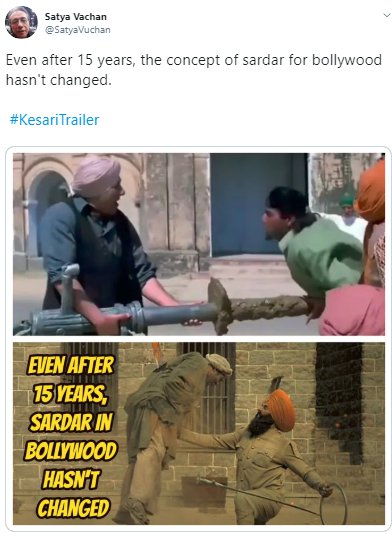 Satya Vachan
@SatyaVuchan
Even after 15 years, the concept of sardar for bollywood
hasn't changed.
#KesariTrailer
EVEN AFTER
15 YEARS,
SARDAR IN
BOLLYWOOD
HASN'T
CHANGED